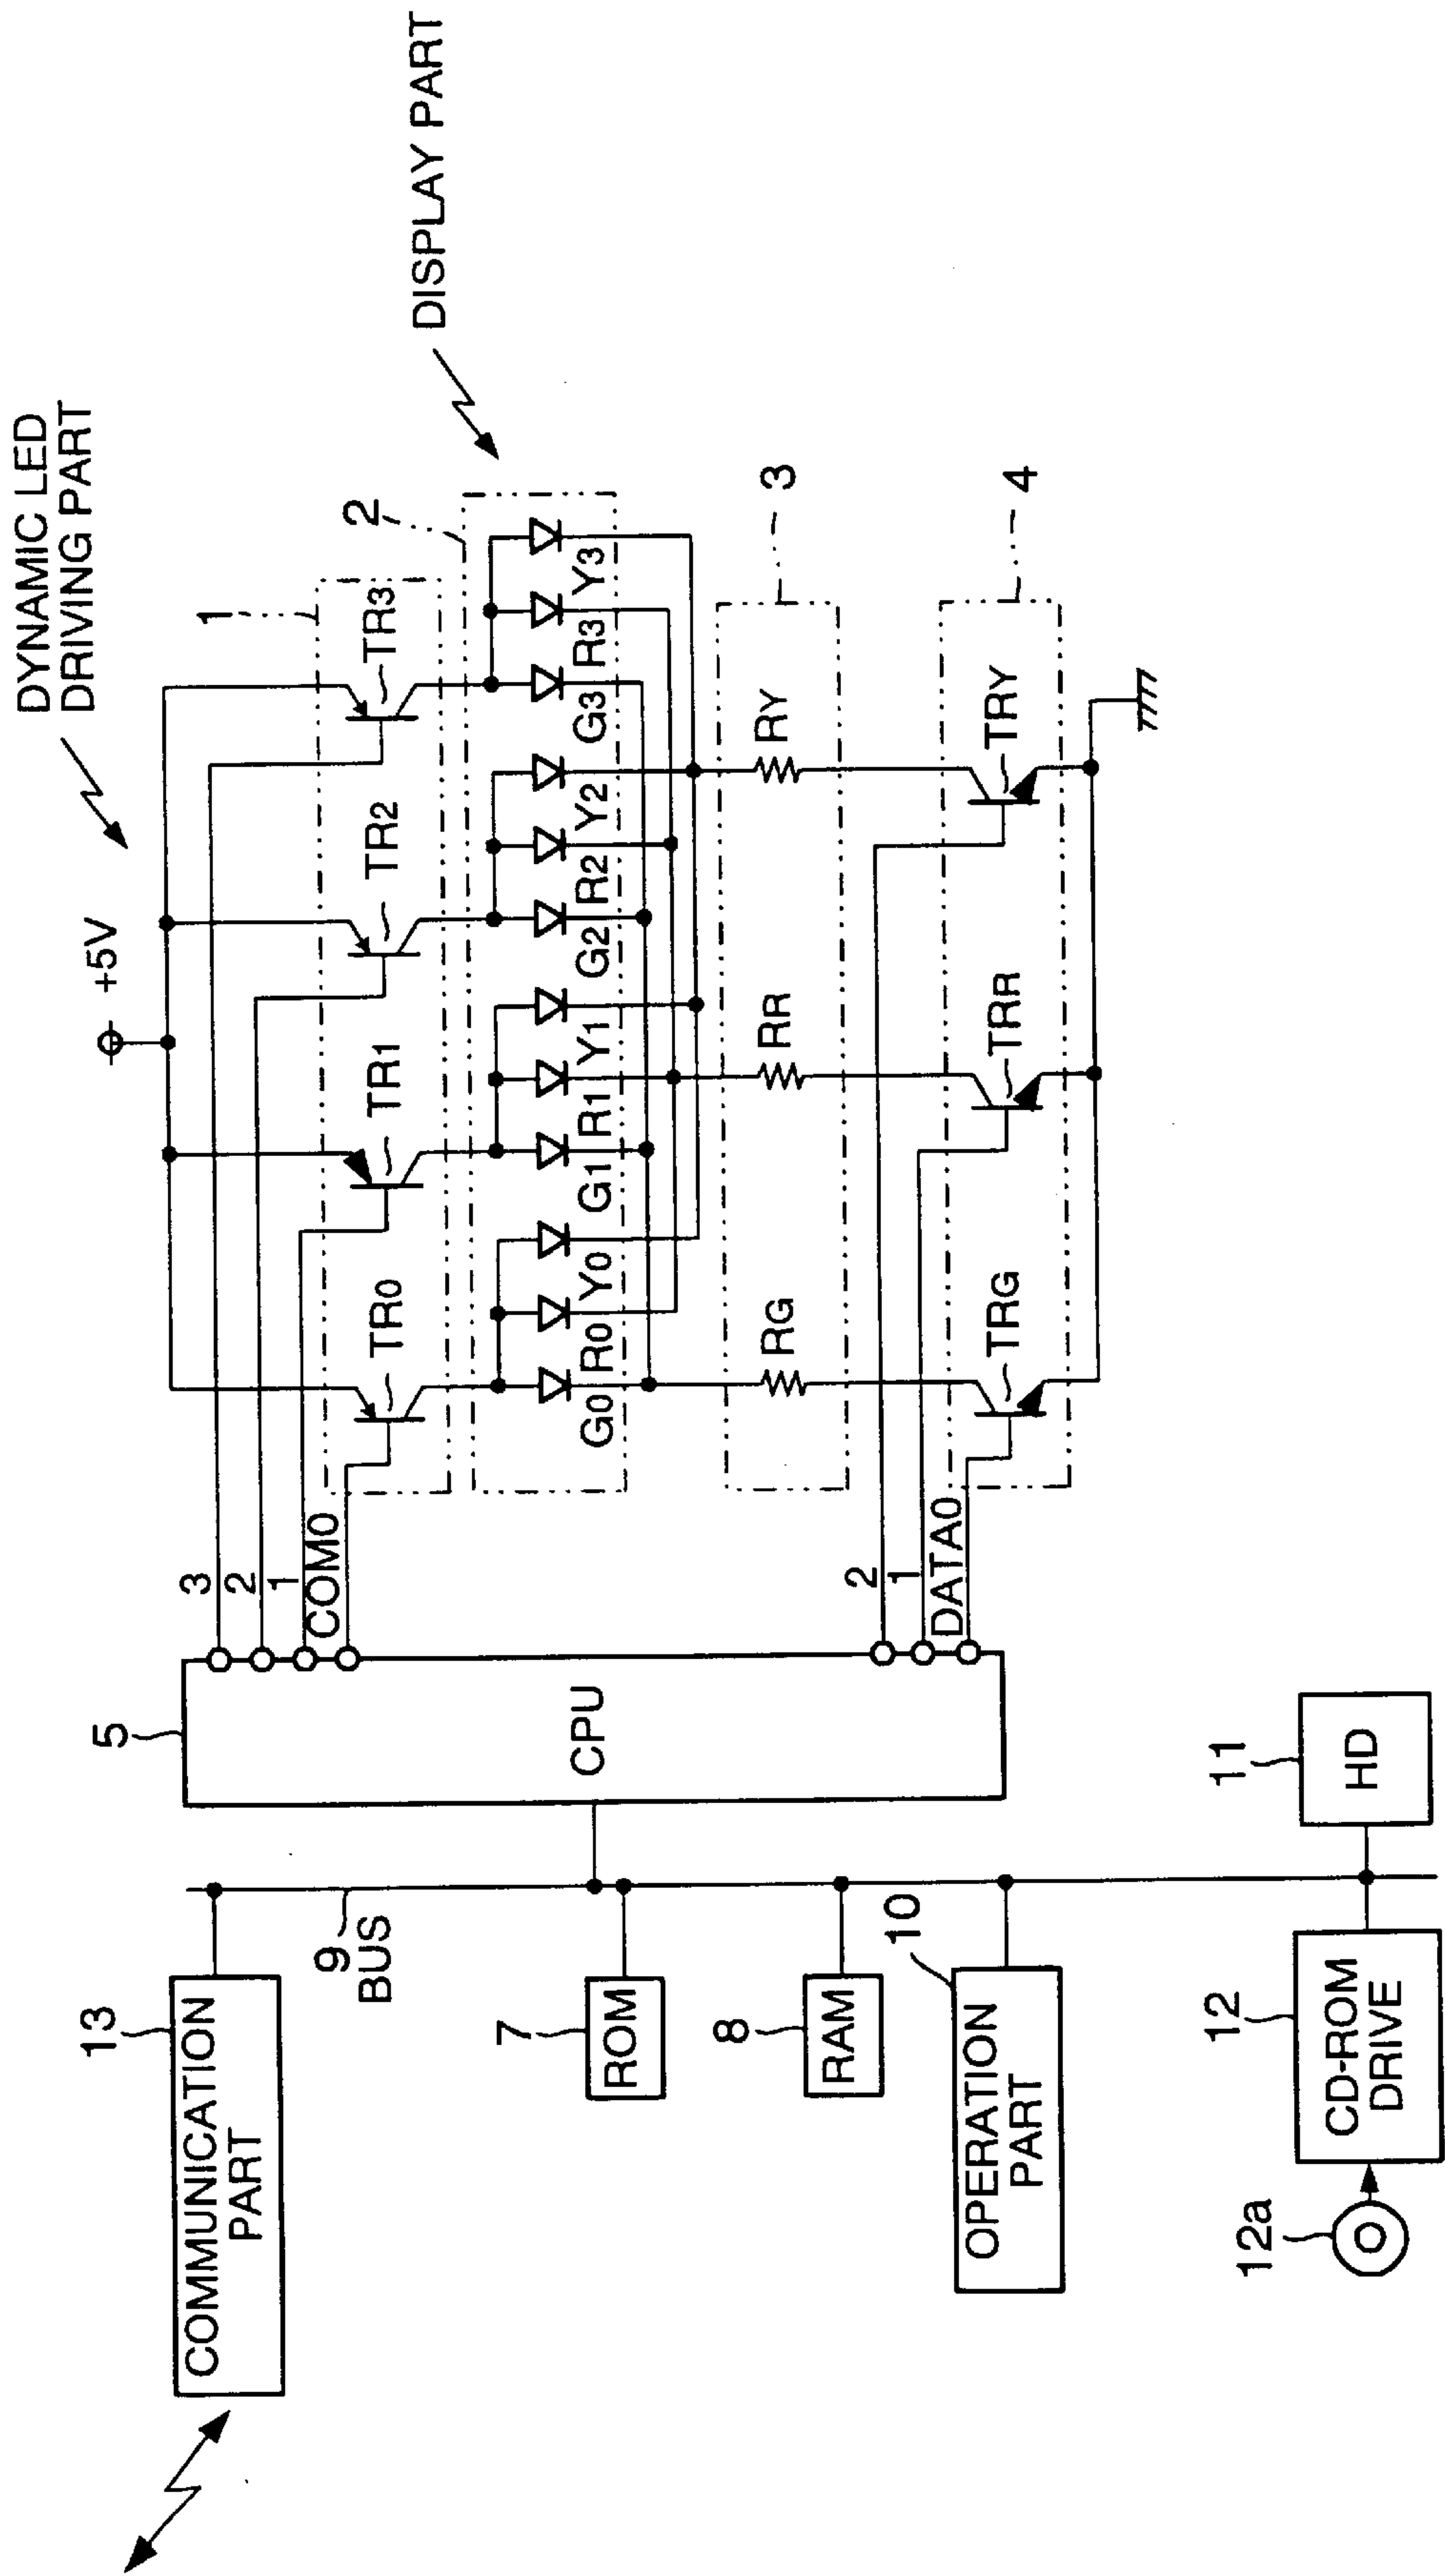 DYNAMIC LED
DRIVING PART
DISPLAY PART
+5V
1
2
3
4
TR0
TR1
TR2
TR3
G0
R0
Y0
G1
R1
Y1
G2
R2
Y2
G3
R3
Y3
RG
RR
RY
TRG
TRR
TRY
3
2
1
COM0
2
1
DATA0
5
CPU
9
BUS
13
COMMUNICATION
PART
7
ROM
8
RAM
10
OPERATION
PART
11
HD
12
CD-ROM
DRIVE
12a